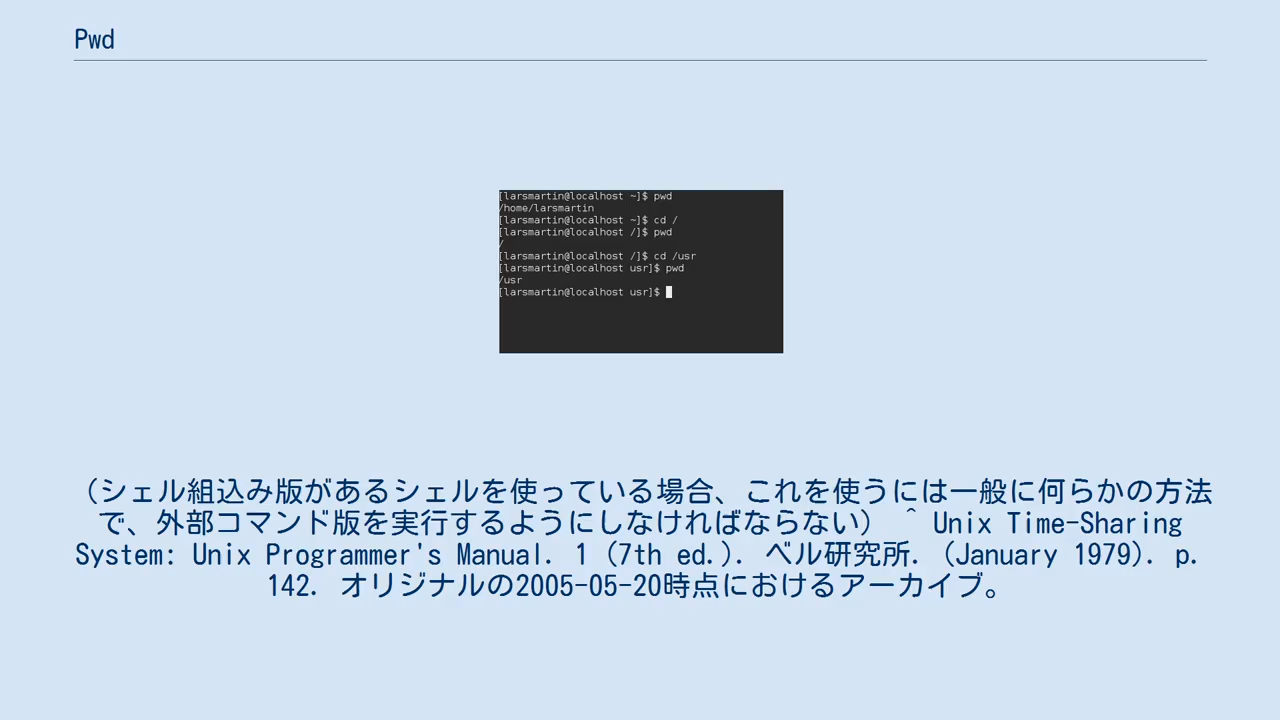 Pwd
[larsmartin@localhost ~]$ pwd
/home/larsmartin
[larsmartin@localhost ~]$ cd /
[larsmartin@localhost /]$ pwd
/
[larsmartin@localhost /]$ cd /usr
[larsmartin@localhost usr]$ pwd
/usr
[larsmartin@localhost usr]$
（シェル組込み版があるシェルを使っている場合、これを使うには一般に何らかの方法
で、外部コマンド版を実行するようにしなければならない） ^ Unix Time-Sharing
System: Unix Programmer's Manual. 1 (7th ed.). ベル研究所. (January 1979). p.
142. オリジナルの2005-05-20時点におけるアーカイブ。